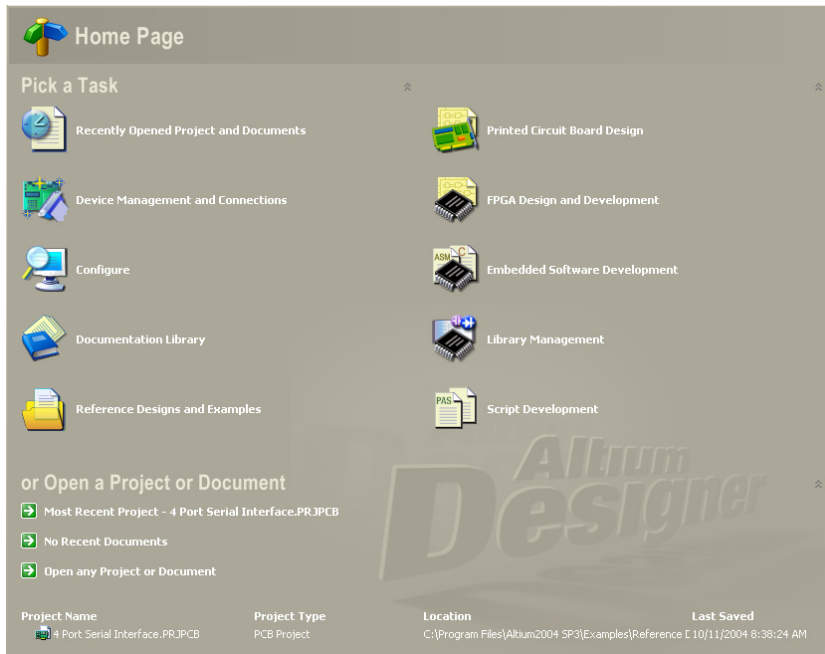 Home Page
Pick a Task
Recently Opened Project and Documents
Printed Circuit Board Design
Device Management and Connections
FPGA Design and Development
ASM C
Configure
Embedded Software Development
Documentation Library
Library Management
PAS
Reference Designs and Examples
Script Development
Altium
Designer
or Open a Project or Document
Most Recent Project - 4 Port Serial Interface.PRJPCB
No Recent Documents
Open any Project or Document
Project Name Project Type Location Last Saved
4 Port Serial Interface.PRJPCB PCB Project C:\Program Files\Altium2004 SP3\Examples\Reference D 10/11/2004 8:38:24 AM